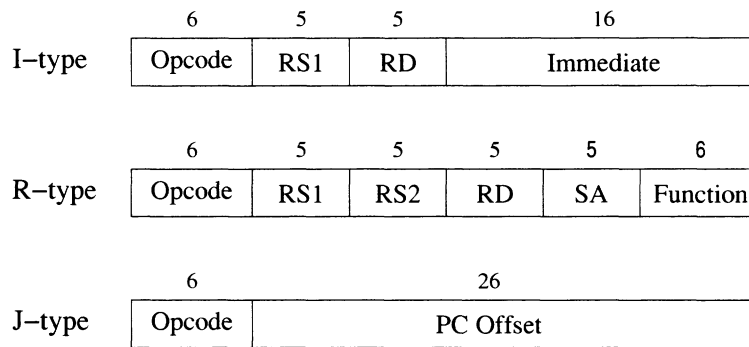 6 5 5 16
I–type Opcode RS1 RD Immediate
6 5 5 5 5 6
R–type Opcode RS1 RS2 RD SA Function
6 26
J–type Opcode PC Offset